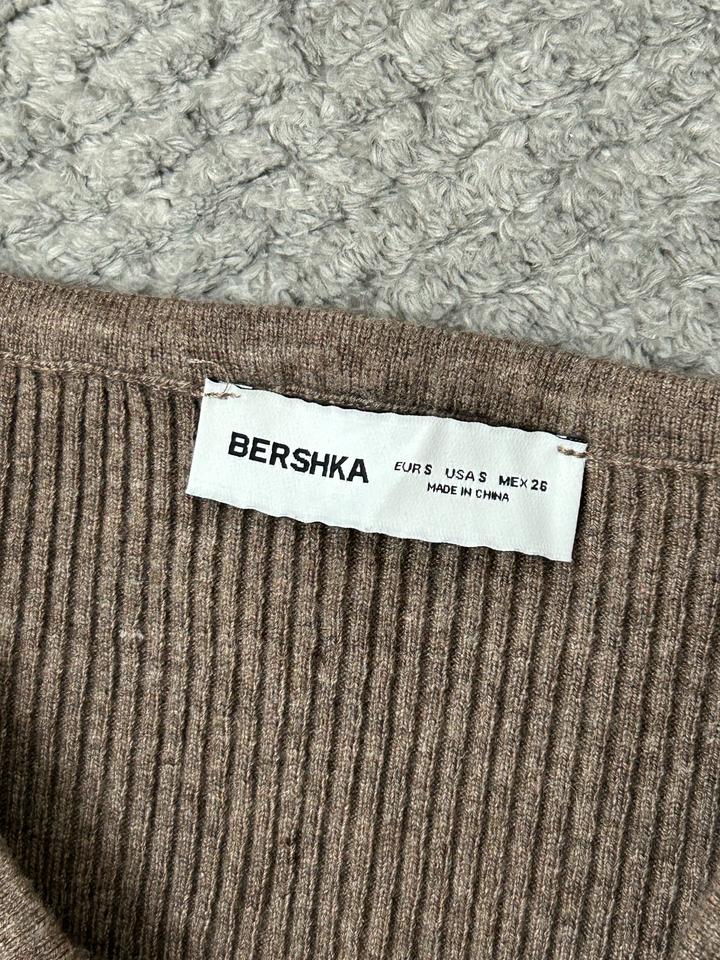 BERSHKA
EUR S USA S MEX 26
MADE IN CHINA